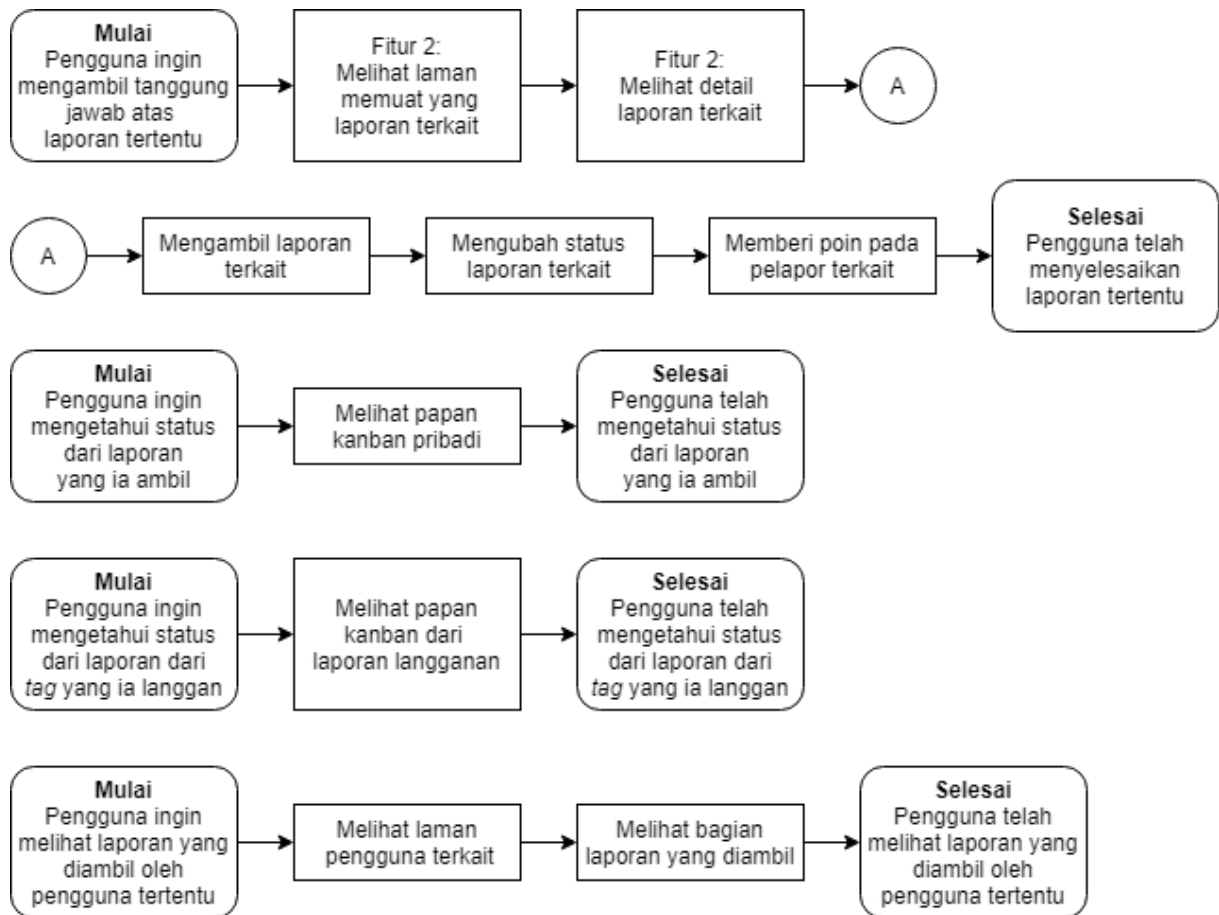 Mulai
Pengguna ingin
mengambil tanggung
jawab atas
laporan tertentu
Fitur 2:
Melihat laman
memuat yang
laporan terkait
Fitur 2:
Melihat detail
laporan terkait
A
A
Mengambil laporan
terkait
Mengubah status
laporan terkait
Memberi poin pada
pelapor terkait
Selesai
Pengguna telah
menyelesaikan
laporan tertentu
Mulai
Pengguna ingin
mengetahui status
dari laporan
yang ia ambil
Melihat papan
kanban pribadi
Selesai
Pengguna telah
mengetahui status
dari laporan
yang ia ambil
Mulai
Pengguna ingin
mengetahui status
dari laporan dari
tag yang ia langgan
Melihat papan
kanban dari
laporan langganan
Selesai
Pengguna telah
mengetahui status
dari laporan dari
tag yang ia langgan
Mulai
Pengguna ingin
melihat laporan yang
diambil oleh
pengguna tertentu
Melihat laman
pengguna terkait
Melihat bagian
laporan yang diambil
Selesai
Pengguna telah
melihat laporan yang
diambil oleh
pengguna tertentu